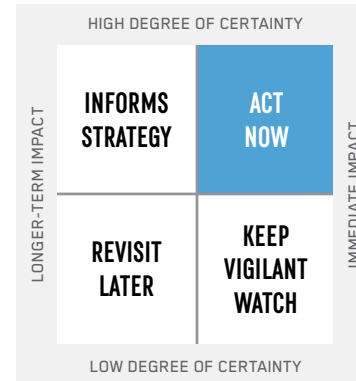 HIGH DEGREE OF CERTAINTY
LONGER-TERM IMPACT
INFORMS
STRATEGY
ACT
NOW
IMMEDIATE IMPACT
REVISIT
LATER
KEEP
VIGILANT
WATCH
LOW DEGREE OF CERTAINTY